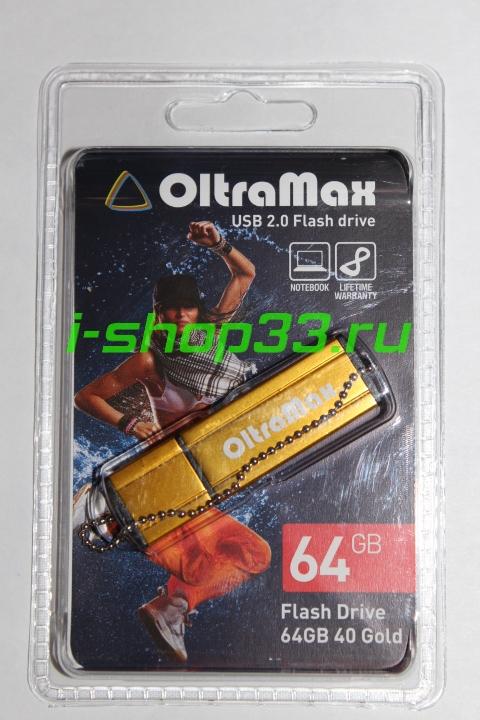 OltraMax
USB 2.0 Flash drive
NOTEBOOK
LIFETIME
WARRANTY
i-shop33.ru
OltraMax
64 GB
Flash Drive
64GB 40 Gold